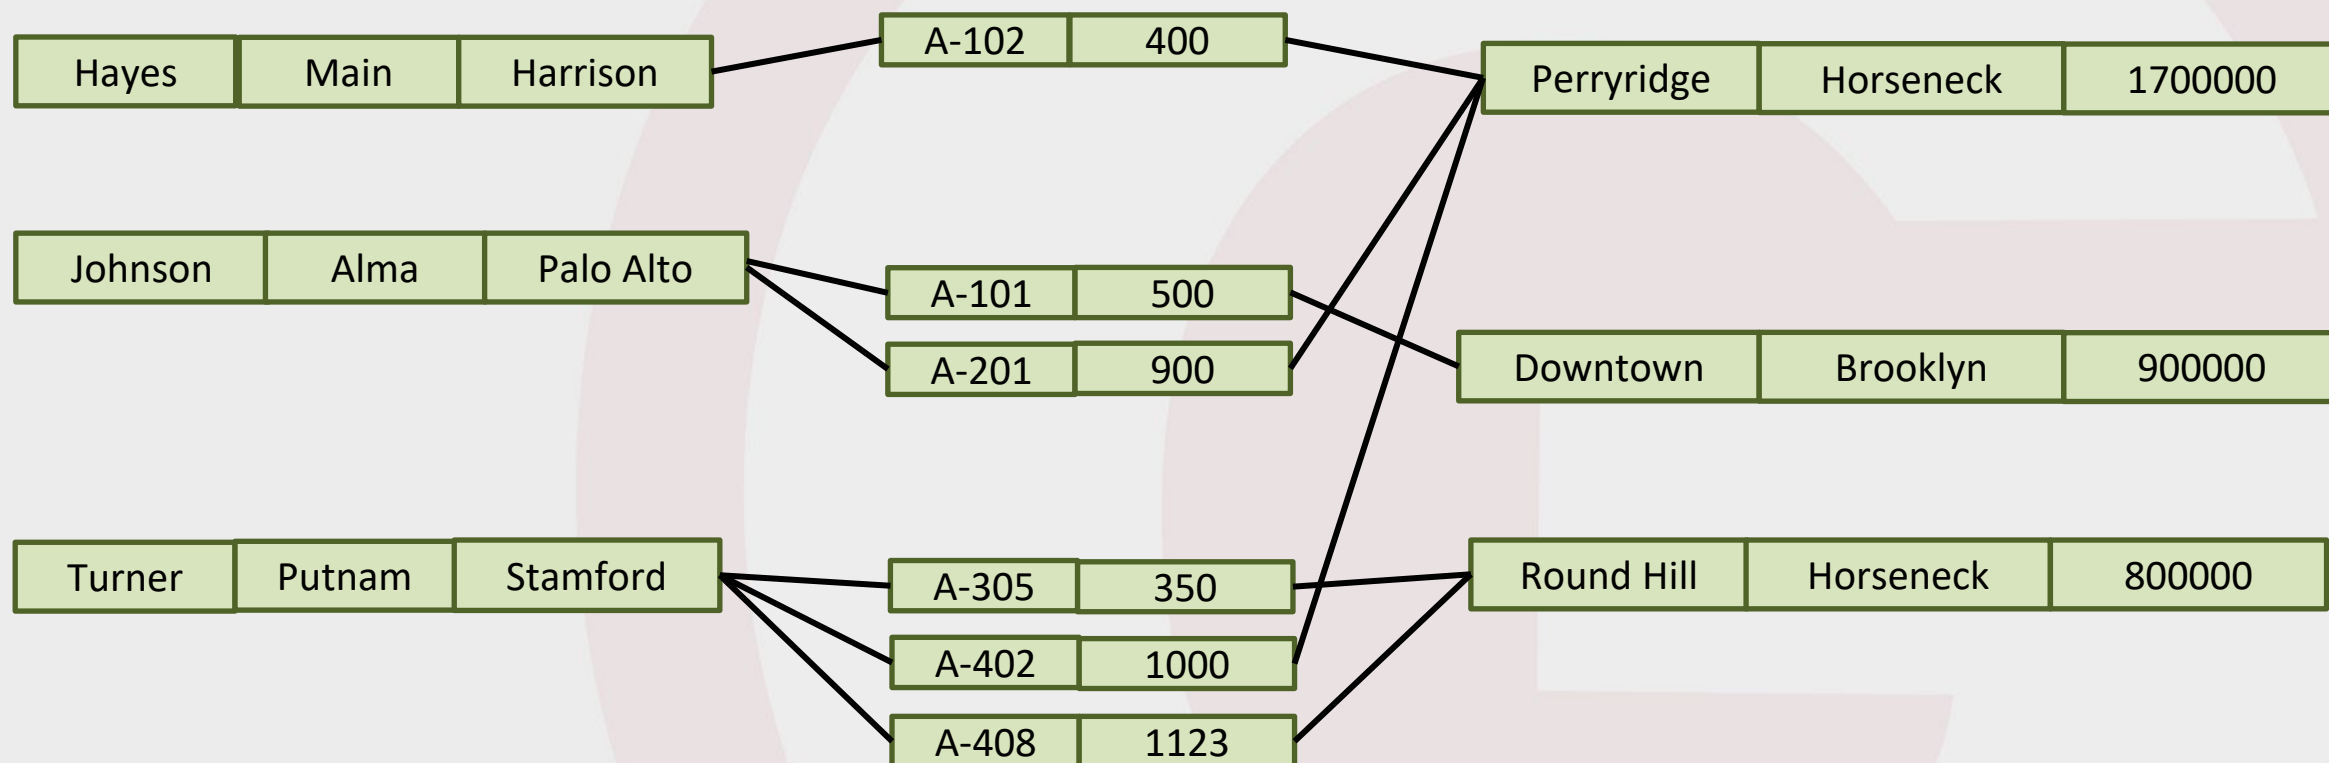 Hayes Main Harrison
A-102 400
Perryridge Horseneck 1700000
Johnson Alma Palo Alto
A-101 500
A-201 900
Downtown Brooklyn 900000
Turner Putnam Stamford
A-305 350
A-402 1000
A-408 1123
Round Hill Horseneck 800000